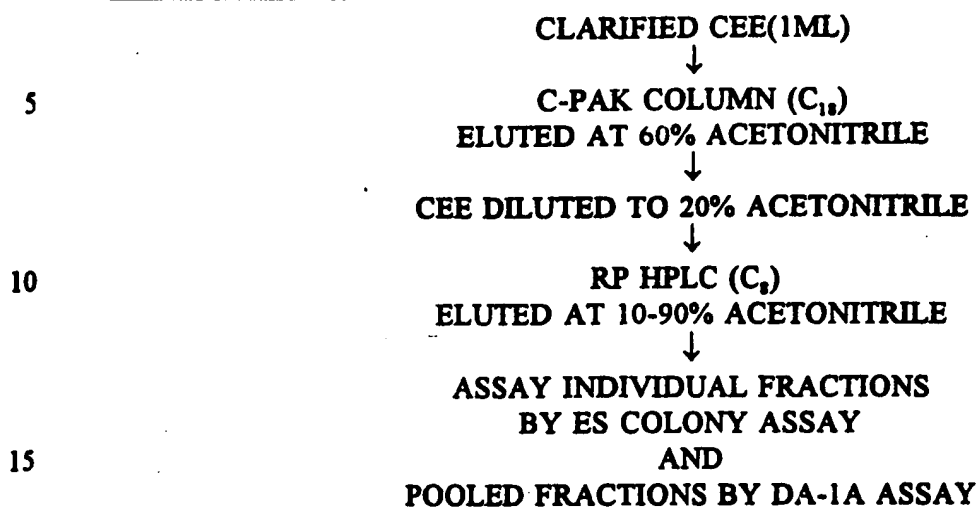 CLARIFIED CEE(1ML)
↓
5 C-PAK COLUMN (C₁₈)
ELUTED AT 60% ACETONITRILE
↓
CEE DILUTED TO 20% ACETONITRILE
↓
10 RP HPLC (C₈)
ELUTED AT 10-90% ACETONITRILE
↓
ASSAY INDIVIDUAL FRACTIONS
BY ES COLONY ASSAY
15 AND
POOLED FRACTIONS BY DA-1A ASSAY